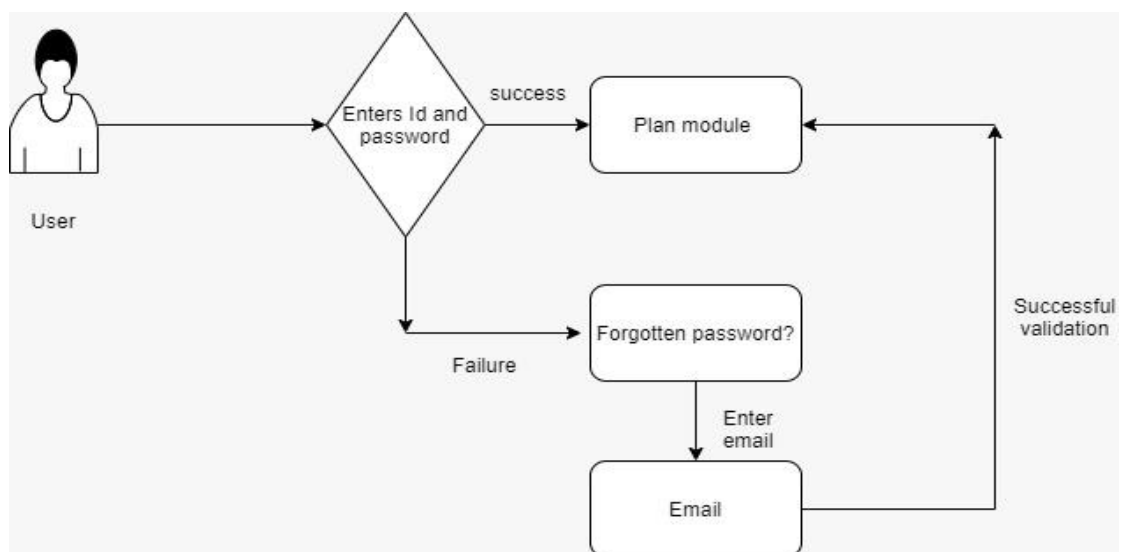 success
Enters Id and
password
Plan module
User
Successful
validation
Forgotten password?
Failure
Enter
email
Email